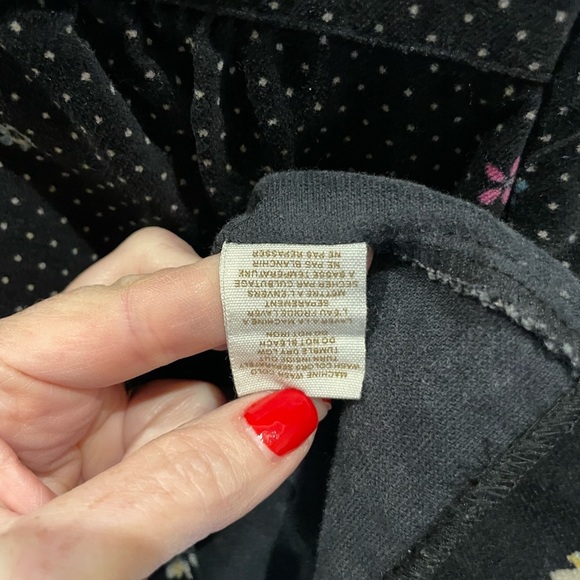 MACHINE WASH COLD
WASH COLORS SEPARATELY
TURN INSIDE OUT
TUMBLE DRY LOW
DO NOT BLEACH
DO NOT IRON
LAVER A LA MACHINE A
L'EAU FROIDE LAVER
SEPAREMENT
METTRE A L'ENVERS
SECHER PAR CULBUTAGE
A BASSE TEMPERATURE
NE PAS BLANCHIR
NE PAS REPASSER